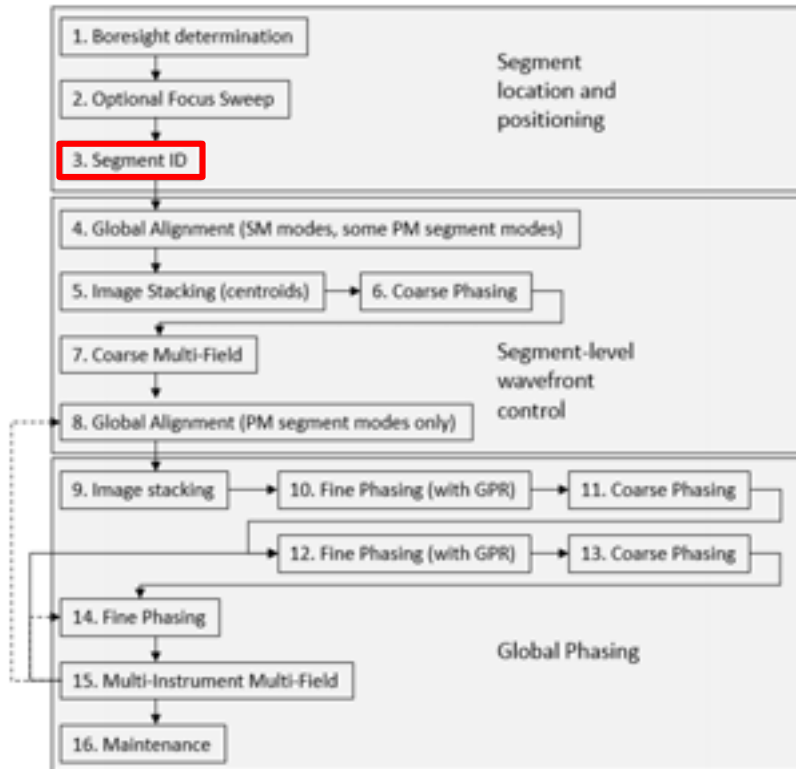 1. Boresight determination
Segment
location and
positioning
2. Optional Focus Sweep
3. Segment ID
4. Global Alignment (SM modes, some PM segment modes)
5. Image Stacking (centroids)
6. Coarse Phasing
7. Coarse Multi-Field
Segment-level
wavefront
control
8. Global Alignment (PM segment modes only)
9. Image stacking
10. Fine Phasing (with GPR)
11. Coarse Phasing
12. Fine Phasing (with GPR)
13. Coarse Phasing
14. Fine Phasing
Global Phasing
15. Multi-Instrument Multi-Field
16. Maintenance